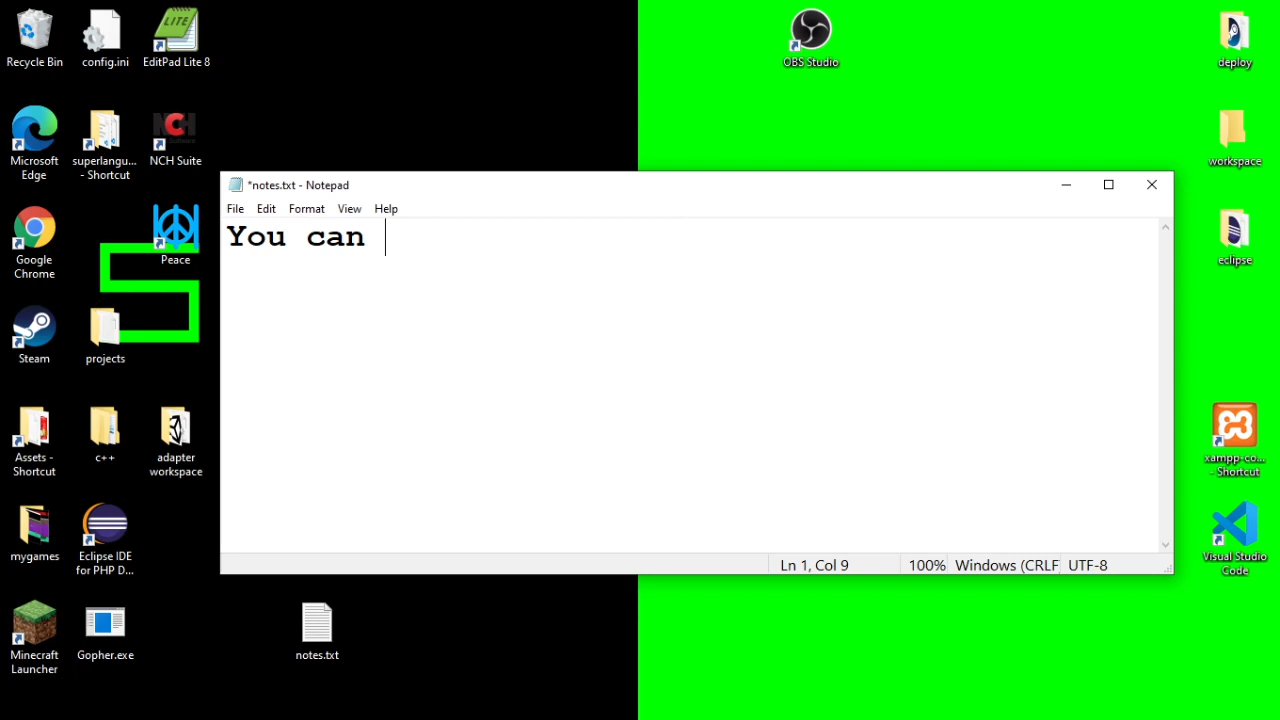 Recycle Bin
config.ini
EditPad Lite 8
OBS Studio
deploy
Microsoft
Edge
superlangu...
- Shortcut
NCH Suite
workspace
*notes.txt - Notepad
File Edit Format View Help
You can
Google
Chrome
Peace
eclipse
Steam
projects
Assets -
Shortcut
c++
adapter
workspace
xampp-co...
- Shortcut
mygames
Eclipse IDE
for PHP D...
Visual Studio
Code
Ln 1, Col 9 100% Windows (CRLF UTF-8
Minecraft
Launcher
Gopher.exe
notes.txt
LITE
NCH